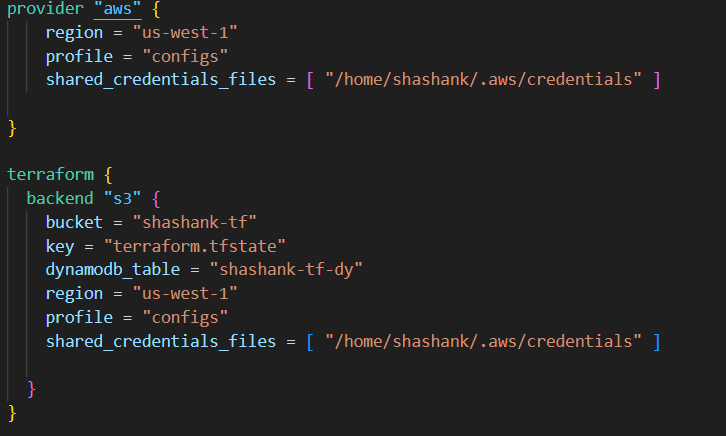 provider "aws" {
region = "us-west-1"
profile = "configs"
shared_credentials_files = [ "/home/shashank/.aws/credentials" ]
}
terraform {
backend "s3" {
bucket = "shashank-tf"
key = "terraform.tfstate"
dynamodb_table = "shashank-tf-dy"
region = "us-west-1"
profile = "configs"
shared_credentials_files = [ "/home/shashank/.aws/credentials" ]
}
}